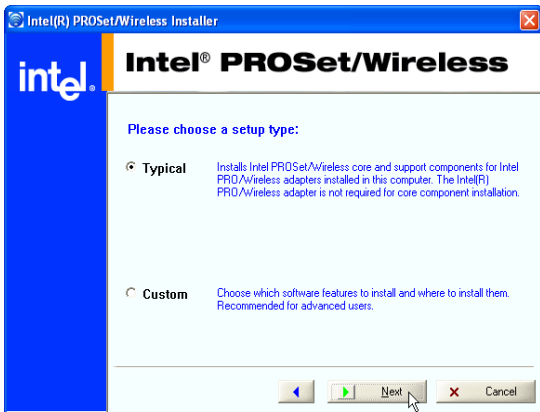 Intel(R) PROSet/Wireless Installer
intel®
Intel® PROSet/Wireless
Please choose a setup type:
Typical
Installs Intel PROSet/Wireless core and support components for Intel
PRO/Wireless adapters installed in this computer. The Intel(R)
PRO/Wireless adapter is not required for core component installation.
Custom
Choose which software features to install and where to install them.
Recommended for advanced users.
Next
Cancel